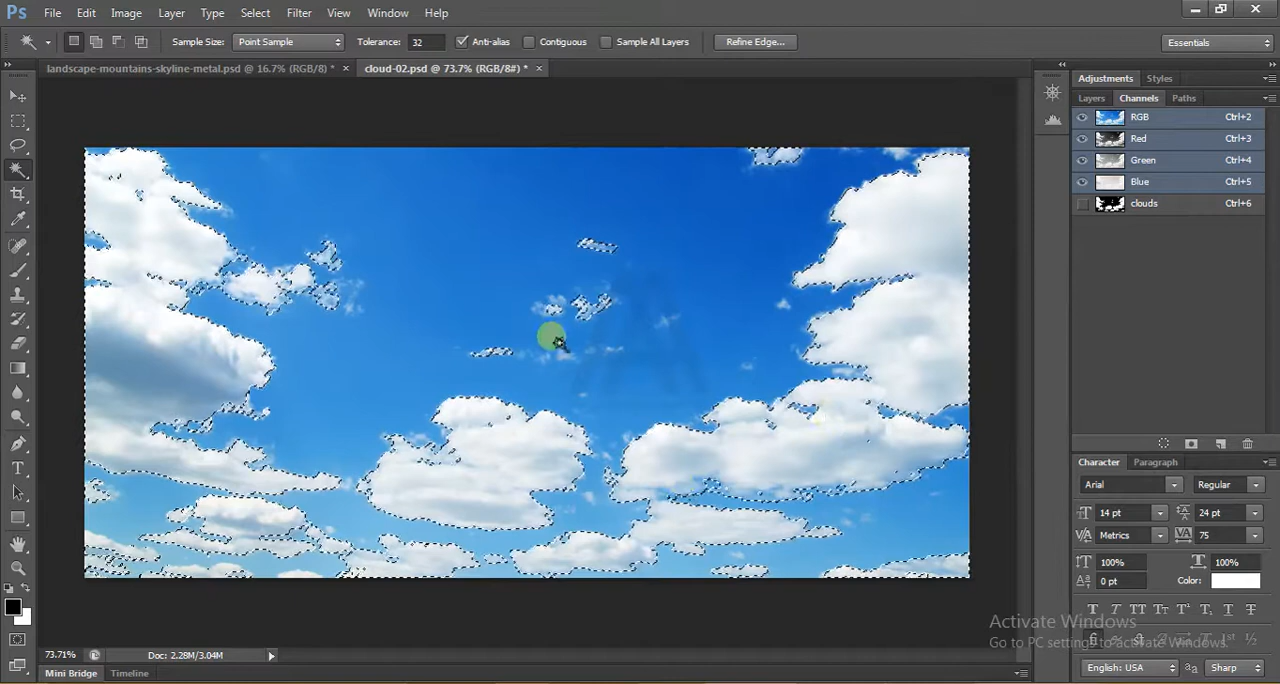 Ps File Edit Image Layer Type Select Filter View Window Help
Sample Size: Point Sample Tolerance: 32 Anti-alias Contiguous Sample All Layers Refine Edge... Essentials
landscape-mountains-skyline-metal.psd @ 16.7% (RGB/8) * × cloud-02.psd @ 73.7% (RGB/8#) * ×
Adjustments Styles
Layers Channels Paths
RGB Ctrl+2
Red Ctrl+3
Green Ctrl+4
Blue Ctrl+5
clouds Ctrl+6
Character Paragraph
Arial Regular
14 pt 24 pt
Metrics 75
100% 100%
0 pt Color:
T T TT Tr T¹ T, T T
Activate Windows
Go to PC settings to activate Windows.
English: USA aa Sharp
73.71% Doc: 2.28M/3.04M
Mini Bridge Timeline